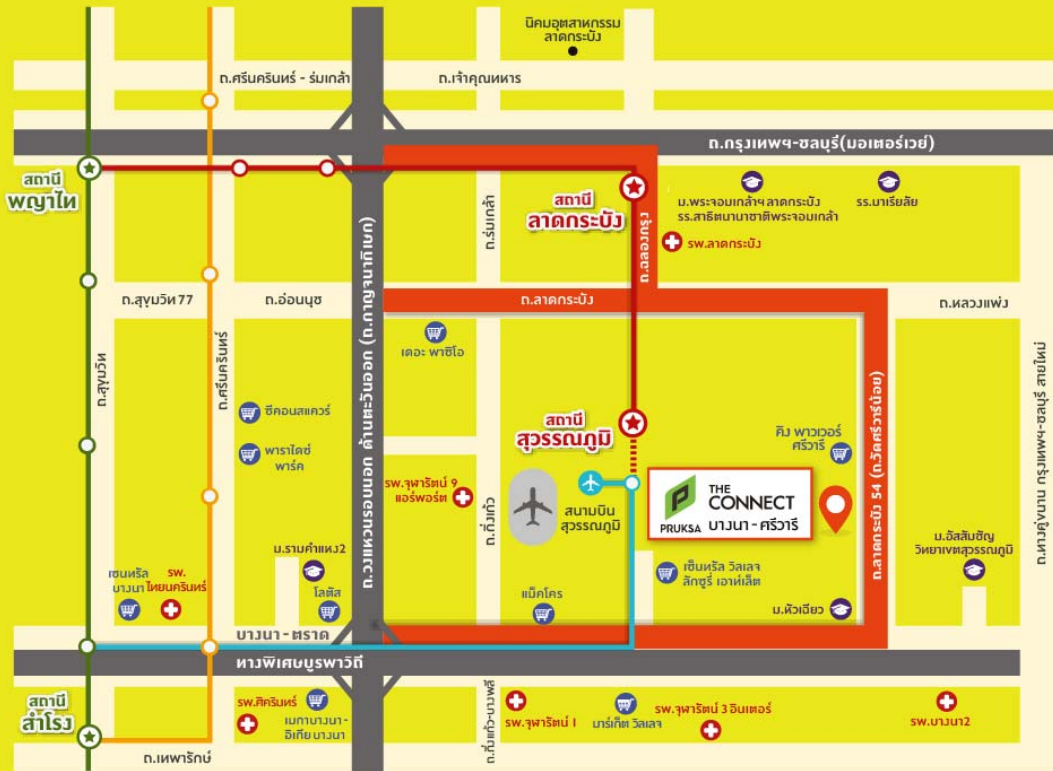 นิคมอุตสาหกรรม
ลาดกระบัง
ถ.ศรีนครินทร์ - ร่มเกล้า
ถ.เจ้าคุณทหาร
ถ.กรุงเทพฯ-ชลบุรี(มอเตอร์เวย์)
สถานี
พญาไท
สถานี
ลาดกระบัง
ถ.ร่มเกล้า
ถ.ฉลองกรุง
ม.พระจอมเกล้าฯ ลาดกระบัง
รร.สาธิตนานาชาติพระจอมเกล้า
รร.มาเรียลัย
รพ.ลาดกระบัง
ถ.สุขุมวิท 77
ถ.อ่อนนุช
ถ.ลาดกระบัง
ถ.หลวงแพ่ง
ถ.สุขุมวิท
ถ.ศรีนครินทร์
ถ.วงแหวนรอบนอก ด้านตะวันออก (ถ.กาญจนาภิเษก)
เดอะ พาซิโอ
ซีคอนสแควร์
พาราไดซ์
พาร์ค
สถานี
สุวรรณภูมิ
คิง พาวเวอร์
ศรีวารี
ถ.ลาดกระบัง 54 (ถ.วัดศรีวารีน้อย)
ถ.ทางคู่ขนาน กรุงเทพฯ-ชลบุรี สายใหม่
รพ.จุฬารัตน์ 9
แอร์พอร์ต
ถ.กิ่งแก้ว
สนามบิน
สุวรรณภูมิ
PRUKSA
THE
CONNECT
บางนา - ศรีวารี
ม.รามคำแหง2
โลตัส
เซนทรัล
บางนา
รพ.
ไทยนครินทร์
แม็คโคร
เซ็นทรัล วิลเลจ
ลักชูรี่ เอาท์เล็ต
ม.หัวเฉียว
ม.อัสสัมชัญ
วิทยาเขตสุวรรณภูมิ
บางนา - ตราด
ทางพิเศษบูรพาวิถี
สถานี
สำโรง
รพ.ศิครินทร์
เมกาบางนา -
อิเกีย บางนา
ถ.กิ่งแก้ว-บางพลี
รพ.จุฬารัตน์ 1
มาร์เก็ต วิลเลจ
รพ.จุฬารัตน์ 3 อินเตอร์
รพ.บางนา2
ถ.เทพารักษ์